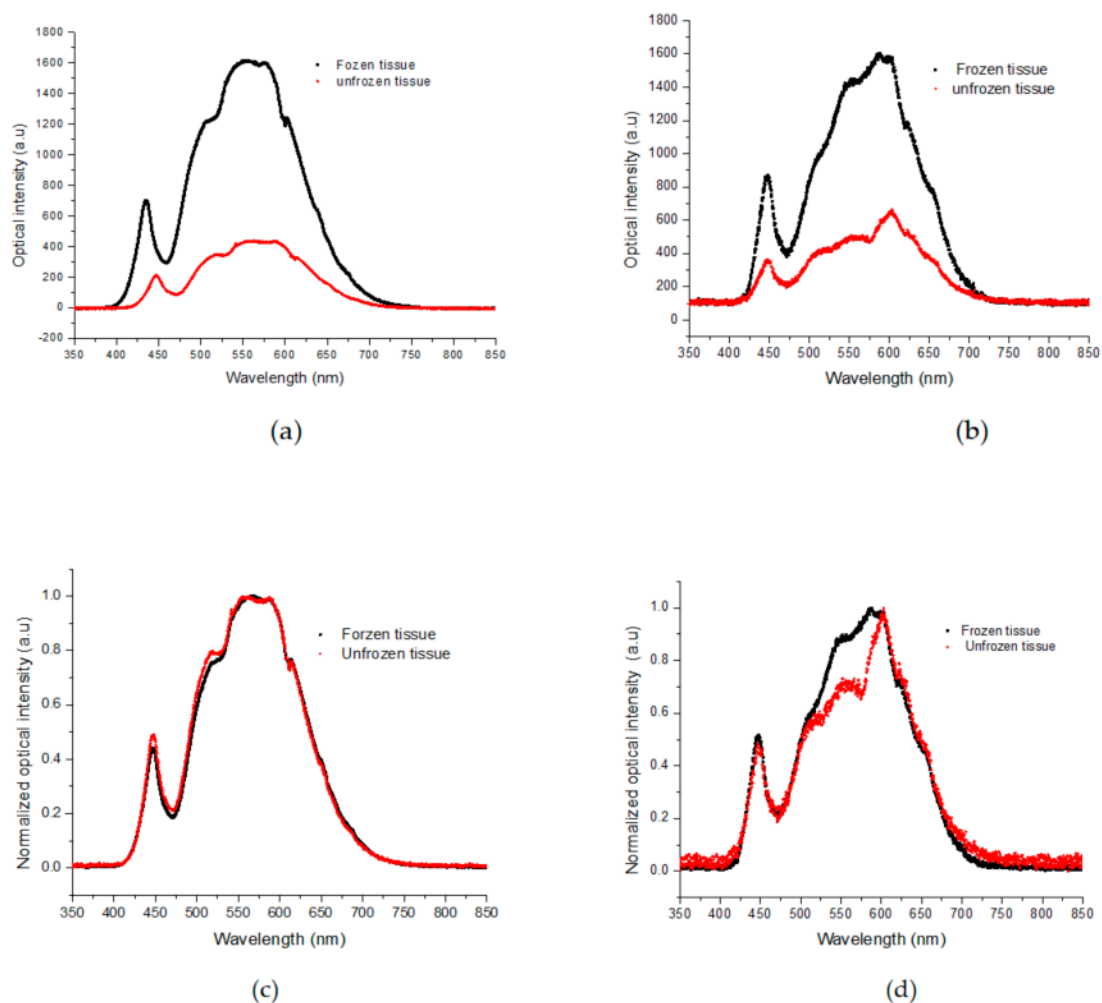 1800
1600
1400
1200
1000
800
600
400
200
0
-200
Optical intensity (a.u)
Fozen tissue
unfrozen tissue
350 400 450 500 550 600 650 700 750 800 850
Wavelength (nm)
(a)
1800
1600
1400
1200
1000
800
600
400
200
0
Optical intensity (a.u)
Frozen tissue
unfrozen tissue
350 400 450 500 550 600 650 700 750 800 850
Wavelength (nm)
(b)
1.0
0.8
0.6
0.4
0.2
0.0
Normalized optical intensity (a.u)
Forzen tissue
Unfrozen tissue
350 400 450 500 550 600 650 700 750 800 850
Wavelength (nm)
(c)
1.0
0.8
0.6
0.4
0.2
0.0
Normalized optical intensity (a.u)
Frozen tissue
Unfrozen tissue
350 400 450 500 550 600 650 700 750 800 850
Wavelength (nm)
(d)